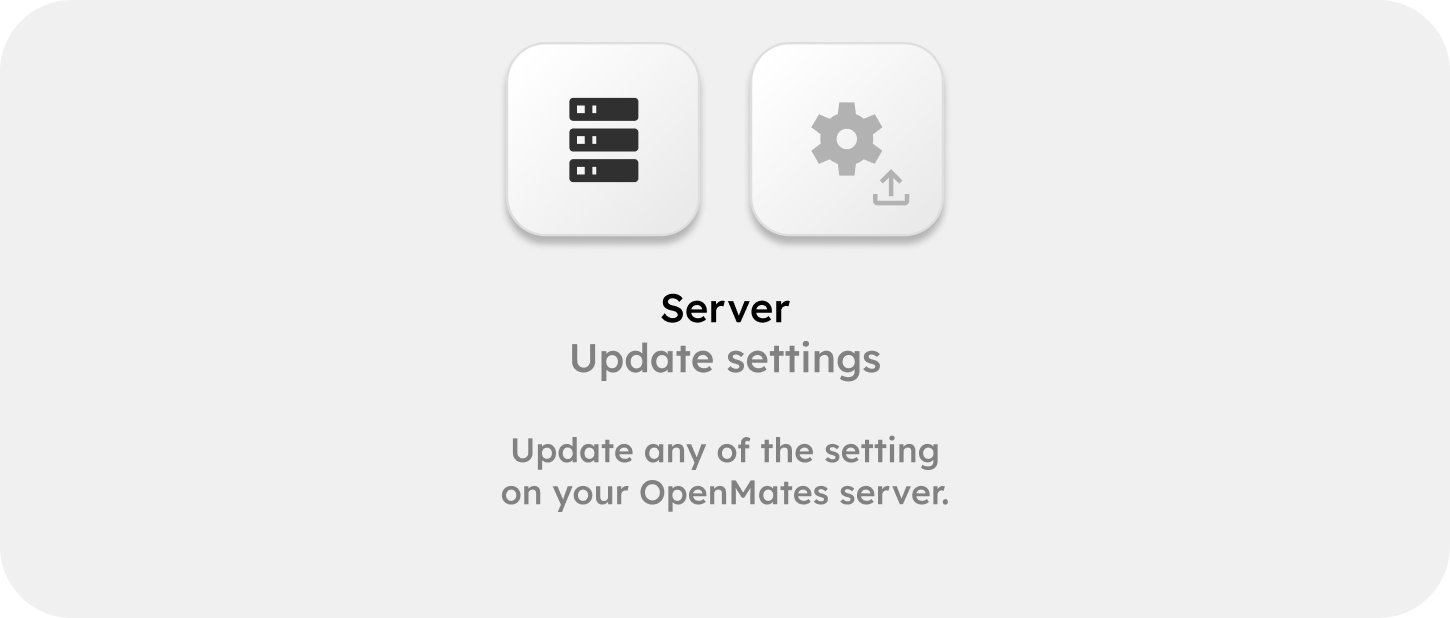 Server
Update settings
Update any of the setting
on your OpenMates server.